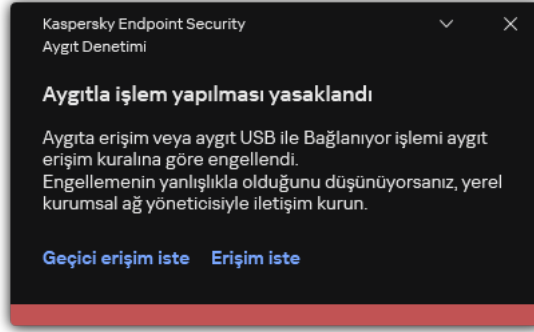 Kaspersky Endpoint Security
Aygıt Denetimi
Aygıtla işlem yapılması yasaklandı
Aygıta erişim veya aygıt USB ile Bağlanıyor işlemi aygıt
erişim kuralına göre engellendi.
Engellemenin yanlışlıkla olduğunu düşünüyorsanız, yerel
kurumsal ağ yöneticisiyle iletişim kurun.
Geçici erişim iste Erişim iste